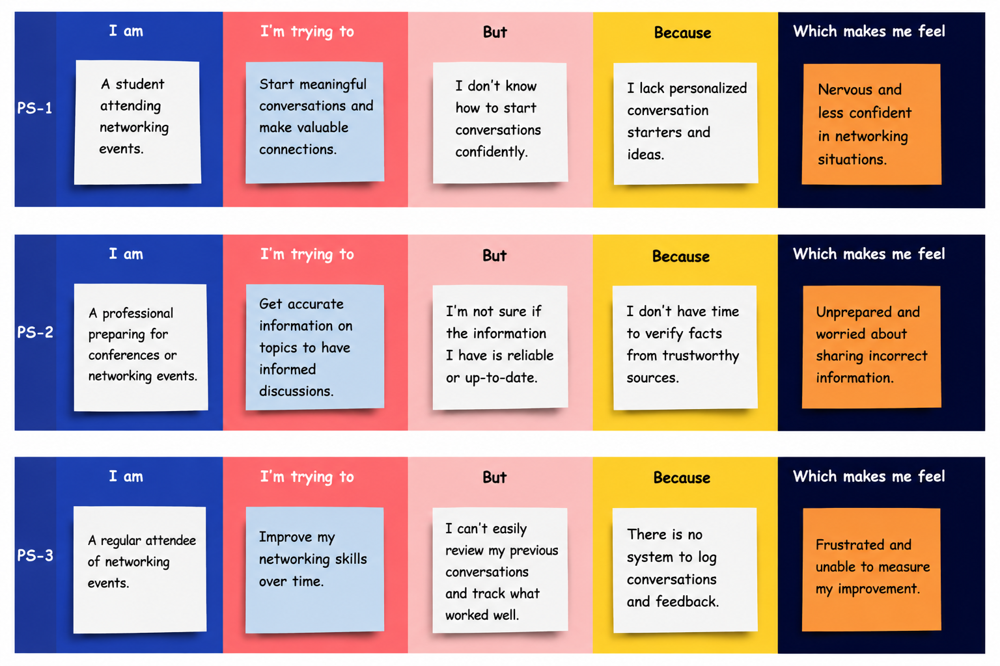 I am
I'm trying to
But
Because
Which makes me feel
PS-1
A student
attending
networking
events.
Start meaningful
conversations and
make valuable
connections.
I don't know
how to start
conversations
confidently.
I lack personalized
conversation
starters and
ideas.
Nervous and
less confident
in networking
situations.
I am
I'm trying to
But
Because
Which makes me feel
PS-2
A professional
preparing for
conferences or
networking events.
Get accurate
information on
topics to have
informed
discussions.
I'm not sure if
the information
I have is reliable
or up-to-date.
I don't have time
to verify facts
from trustworthy
sources.
Unprepared and
worried about
sharing incorrect
information.
I am
I'm trying to
But
Because
Which makes me feel
PS-3
A regular attendee
of networking
events.
Improve my
networking skills
over time.
I can't easily
review my previous
conversations
and track what
worked well.
There is no
system to log
conversations
and feedback.
Frustrated and
unable to measure
my improvement.